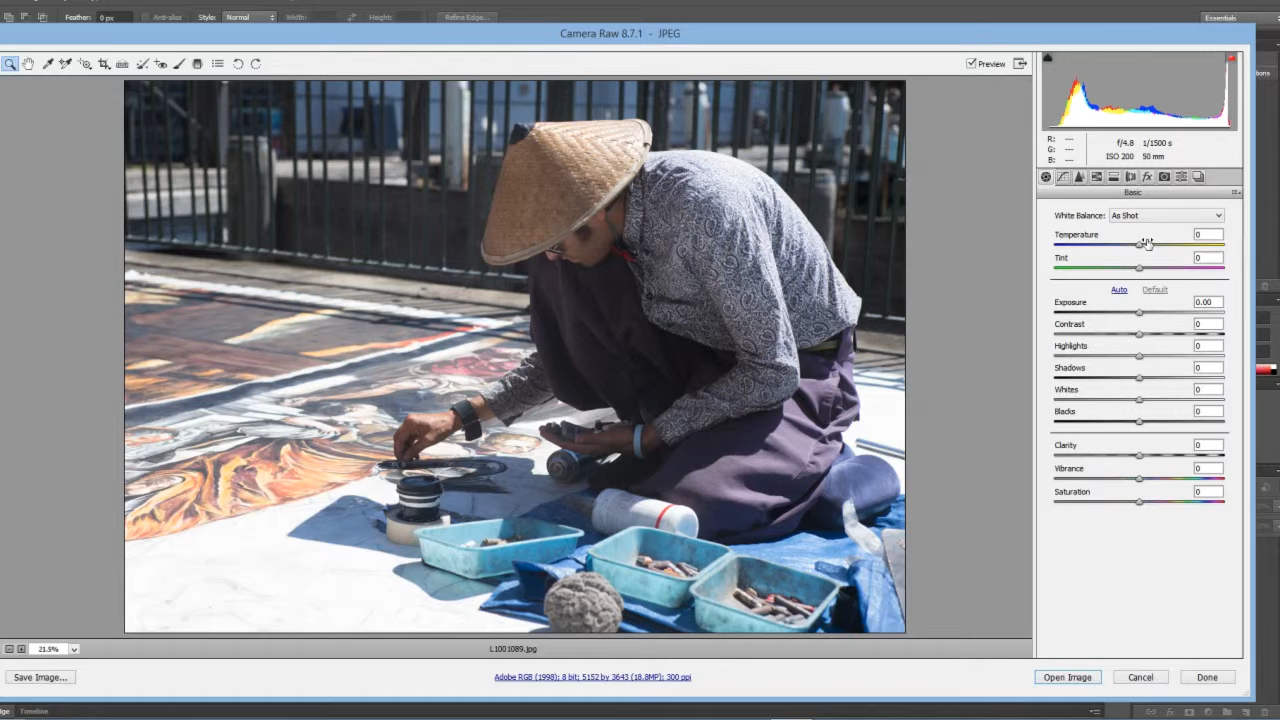 Feather: 0 px Anti-alias Style: Normal Width: Height: Refine Edge... Essentials
Camera Raw 8.7.1 - JPEG
Preview
R: ---
G: ---
B: ---
f/4.8 1/1500 s
ISO 200 50 mm
Basic
White Balance: As Shot
Temperature 0
Tint 0
Auto Default
Exposure 0.00
Contrast 0
Highlights 0
Shadows 0
Whites 0
Blacks 0
Clarity 0
Vibrance 0
Saturation 0
21.5% L1001089.jpg
Save Image... Adobe RGB (1998); 8 bit; 5152 by 3643 (18.8MP); 300 ppi Open Image Cancel Done
Timeline